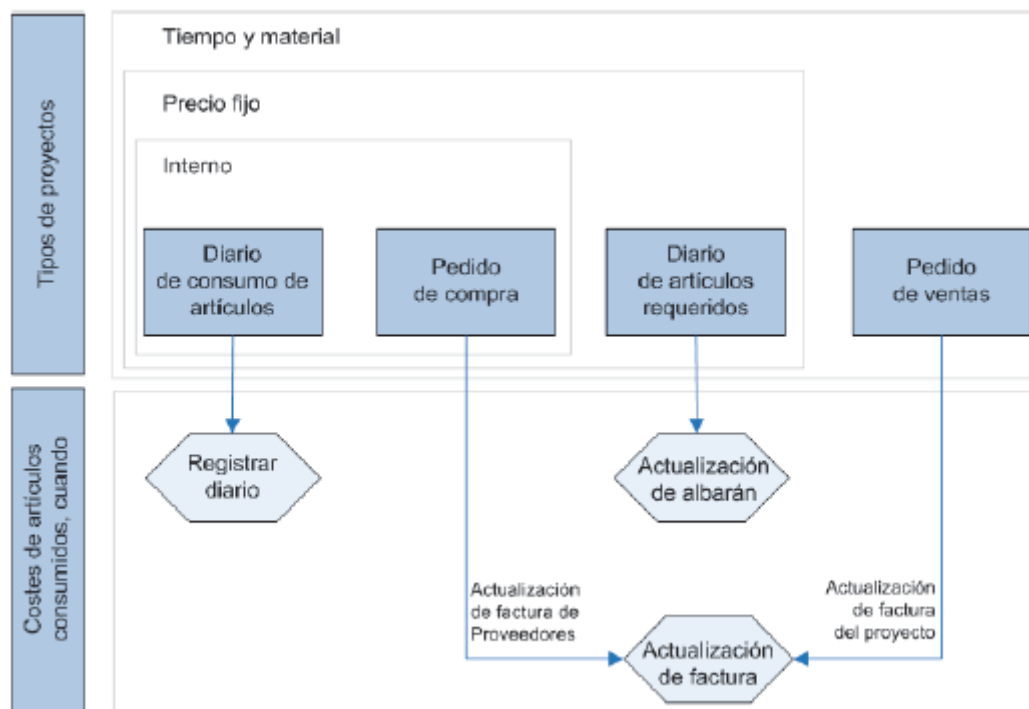 Tipos de proyectos
Tiempo y material
Precio fijo
Interno
Diario
de consumo de
artículos
Pedido
de compra
Diario
de artículos
requeridos
Pedido
de ventas
Costes de artículos
consumidos, cuando
Registrar
diario
Actualización
de albarán
Actualización
de factura de
Proveedores
Actualización
de factura
del proyecto
Actualización
de factura